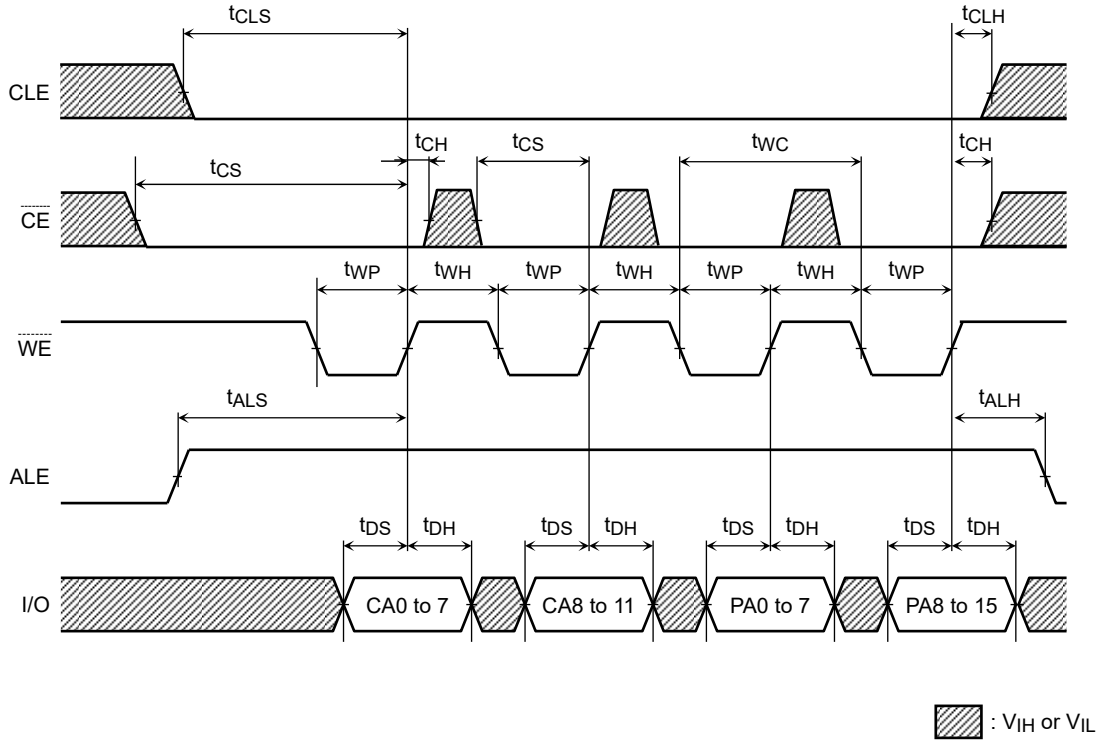 tCLS tCLH
CLE
tCH tCS tWC tCH
tCS
CE
tWP tWH tWP tWH tWP tWH tWP
WE
tALS tALH
ALE
tDS tDH tDS tDH tDS tDH tDS tDH
I/O CA0 to 7 CA8 to 11 PA0 to 7 PA8 to 15
: VIH or VIL